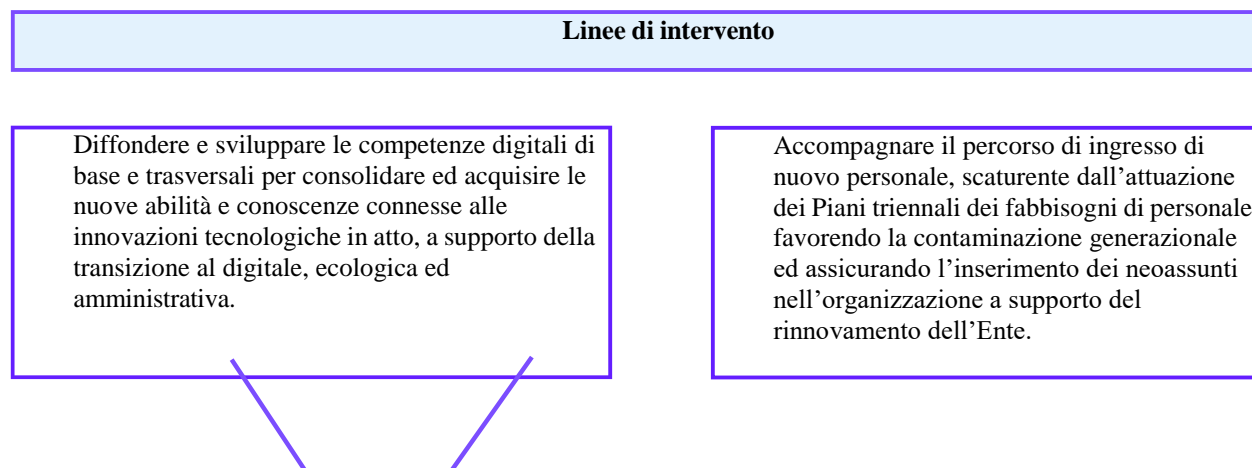 Linee di intervento
Diffondere e sviluppare le competenze digitali di
base e trasversali per consolidare ed acquisire le
nuove abilità e conoscenze connesse alle
innovazioni tecnologiche in atto, a supporto della
transizione al digitale, ecologica ed
amministrativa.
Accompagnare il percorso di ingresso di
nuovo personale, scaturente dall’attuazione
dei Piani triennali dei fabbisogni di personale
favorendo la contaminazione generazionale
ed assicurando l’inserimento dei neoassunti
nell’organizzazione a supporto del
rinnovamento dell’Ente.